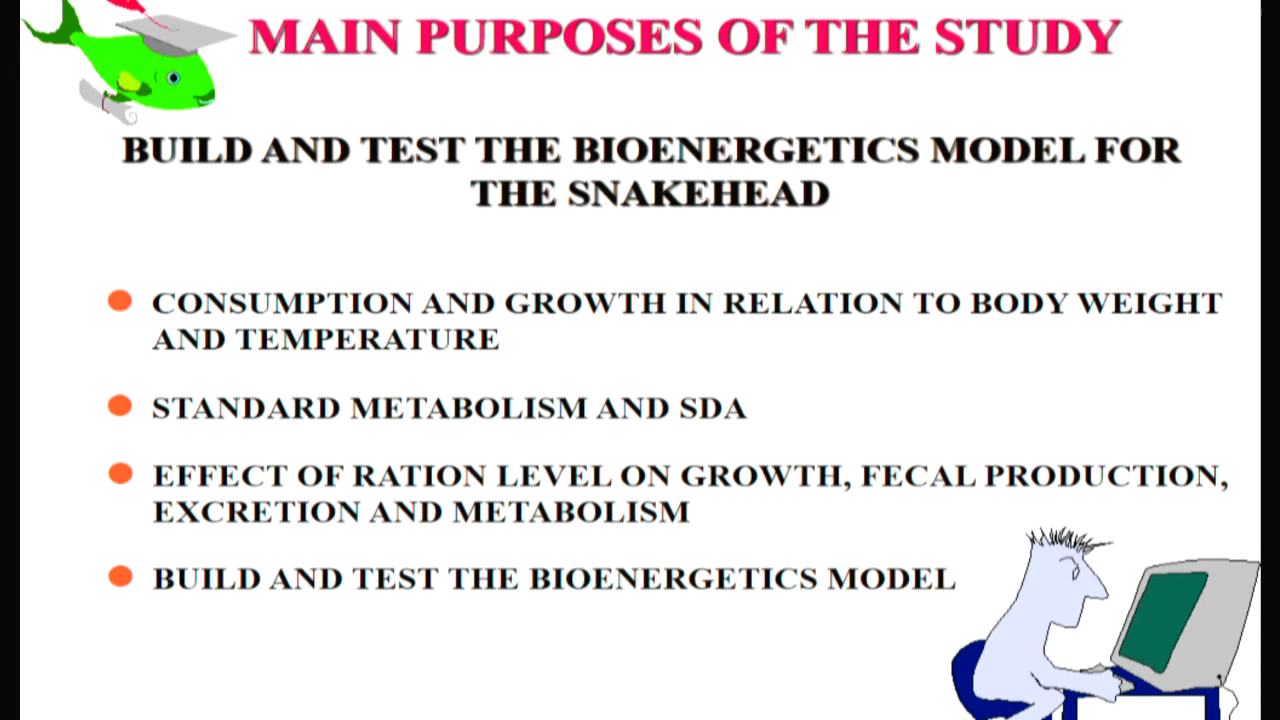 MAIN PURPOSES OF THE STUDY
BUILD AND TEST THE BIOENERGETICS MODEL FOR
THE SNAKEHEAD
CONSUMPTION AND GROWTH IN RELATION TO BODY WEIGHT
AND TEMPERATURE
STANDARD METABOLISM AND SDA
EFFECT OF RATION LEVEL ON GROWTH, FECAL PRODUCTION,
EXCRETION AND METABOLISM
BUILD AND TEST THE BIOENERGETICS MODEL